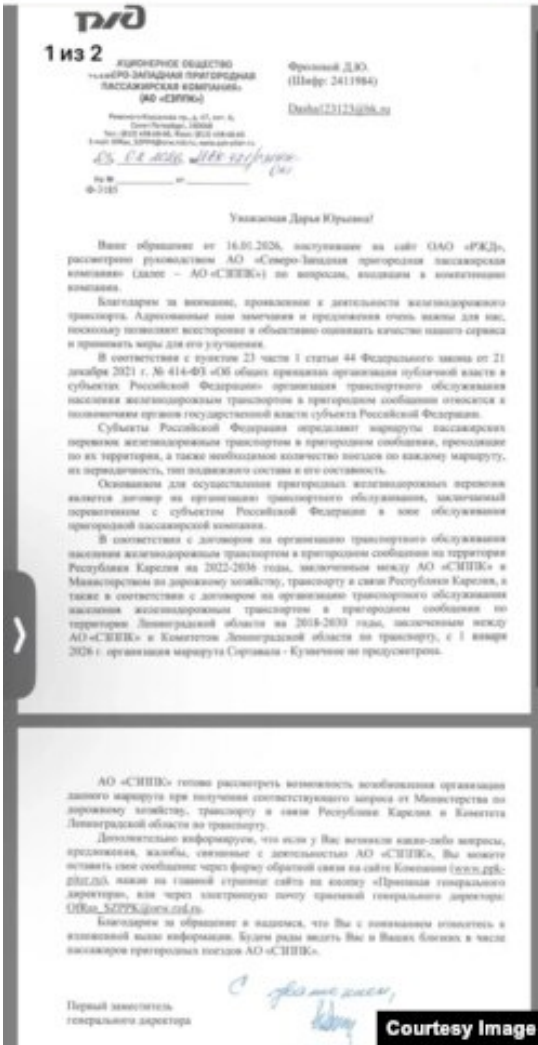 РЖД
1 из 2
АКЦИОНЕРНОЕ ОБЩЕСТВО
СЕВЕРО-ЗАПАДНАЯ ПРИГОРОДНАЯ
ПАССАЖИРСКАЯ КОМПАНИЯ»
(АО «СЗППК»)
Фроловой Д.Ю.
(Шифр: 2411984)
Dasha123123@bk.ru
Ф-3185
Уважаемая Дарья Юрьевна!
Ваше обращение от 16.01.2026, поступившее на сайт ОАО «РЖД»,
рассмотрено руководством АО «Северо-Западная пригородная пассажирская
компания» (далее – АО «СЗППК») по вопросам, входящим в компетенцию
компании.
Благодарим за внимание, проявленное к деятельности железнодорожного
транспорта. Адресованные нам замечания и предложения очень важны для нас,
поскольку позволяют всесторонне и объективно оценивать качество нашего сервиса
и принимать меры для его улучшения.
В соответствии с пунктом 23 части 1 статьи 44 Федерального закона от 21
декабря 2021 г. № 414-ФЗ «Об общих принципах организации публичной власти в
субъектах Российской Федерации» организация транспортного обслуживания
населения железнодорожным транспортом в пригородном сообщении относится к
полномочиям органов государственной власти субъекта Российской Федерации.
Субъекты Российской Федерации определяют маршруты пассажирских
перевозок железнодорожным транспортом в пригородном сообщении, проходящие
по их территории, а также необходимое количество поездов по каждому маршруту,
их периодичность, тип подвижного состава и его составность.
Основанием для осуществления пригородных железнодорожных перевозок
является договор на организацию транспортного обслуживания, заключаемый
перевозчиком с субъектом Российской Федерации в зоне обслуживания
пригородной пассажирской компании.
В соответствии с договором на организацию транспортного обслуживания
населения железнодорожным транспортом в пригородном сообщении на территории
Республики Карелия на 2022-2036 годы, заключенным между АО «СЗППК» и
Министерством по дорожному хозяйству, транспорту и связи Республики Карелия, а
также в соответствии с договором на организацию транспортного обслуживания
населения железнодорожным транспортом в пригородном сообщении по
территории Ленинградской области на 2018-2030 годы, заключенным между
АО «СЗППК» и Комитетом Ленинградской области по транспорту, с 1 января
2026 г. организация маршрута Сортавала - Кузнечное не предусмотрена.
АО «СЗППК» готово рассмотреть возможность возобновления организации
данного маршрута при получении соответствующего запроса от Министерства по
дорожному хозяйству, транспорту и связи Республики Карелия и Комитета
Ленинградской области по транспорту.
Дополнительно информируем, что если у Вас возникли какие-либо вопросы,
предложения, жалобы, связанные с деятельностью АО «СЗППК», Вы можете
оставить свое сообщение через форму обратной связи на сайте Компании (www.ppk-
piter.ru), нажав на главной странице сайта на кнопку «Приемная генерального
директора», или через электронную почту приемной генерального директора:
Offius_SZPPK@orw.rzd.ru.
Благодарим за обращение и надеемся, что Вы с пониманием отнесетесь к
изложенной выше информации. Будем рады видеть Вас и Ваших близких в числе
пассажиров пригородных поездов АО «СЗППК».
С уважением,
Первый заместитель
генерального директора
Courtesy Image